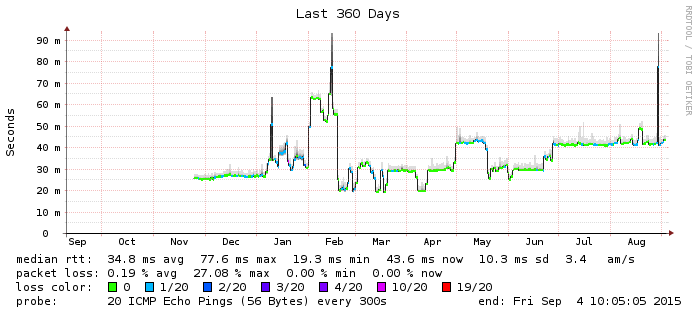 Last 360 Days
RRDTOOL / TOBI OETIKER
Seconds
90 m
80 m
70 m
60 m
50 m
40 m
30 m
20 m
10 m
0
Sep Oct Nov Dec Jan Feb Mar Apr May Jun Jul Aug
median rtt: 34.8 ms avg 77.6 ms max 19.3 ms min 43.6 ms now 10.3 ms sd 3.4 am/s
packet loss: 0.19 % avg 27.08 % max 0.00 % min 0.00 % now
loss color: 0 1/20 2/20 3/20 4/20 10/20 19/20
probe: 20 ICMP Echo Pings (56 Bytes) every 300s end: Fri Sep 4 10:05:05 2015